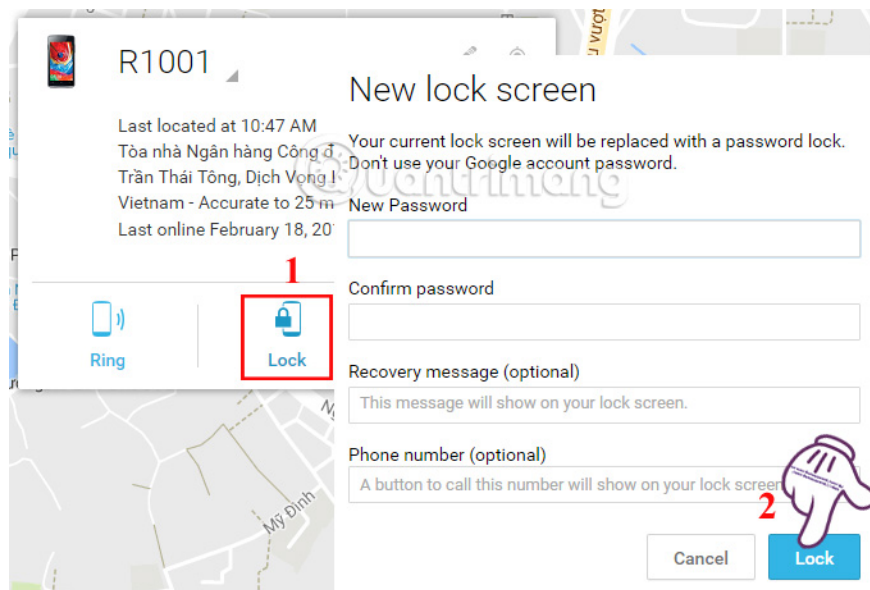 R1001
Last located at 10:47 AM
Tòa nhà Ngân hàng Công
Trần Thái Tông, Dịch Vọng
Vietnam - Accurate to 25 m
Last online February 18, 20
1
Ring
Lock
New lock screen
Your current lock screen will be replaced with a password lock.
Don't use your Google account password.
Quantrimang
New Password
Confirm password
Recovery message (optional)
This message will show on your lock screen.
Phone number (optional)
A button to call this number will show on your lock screen
2
Cancel
Lock
Mỹ Đình